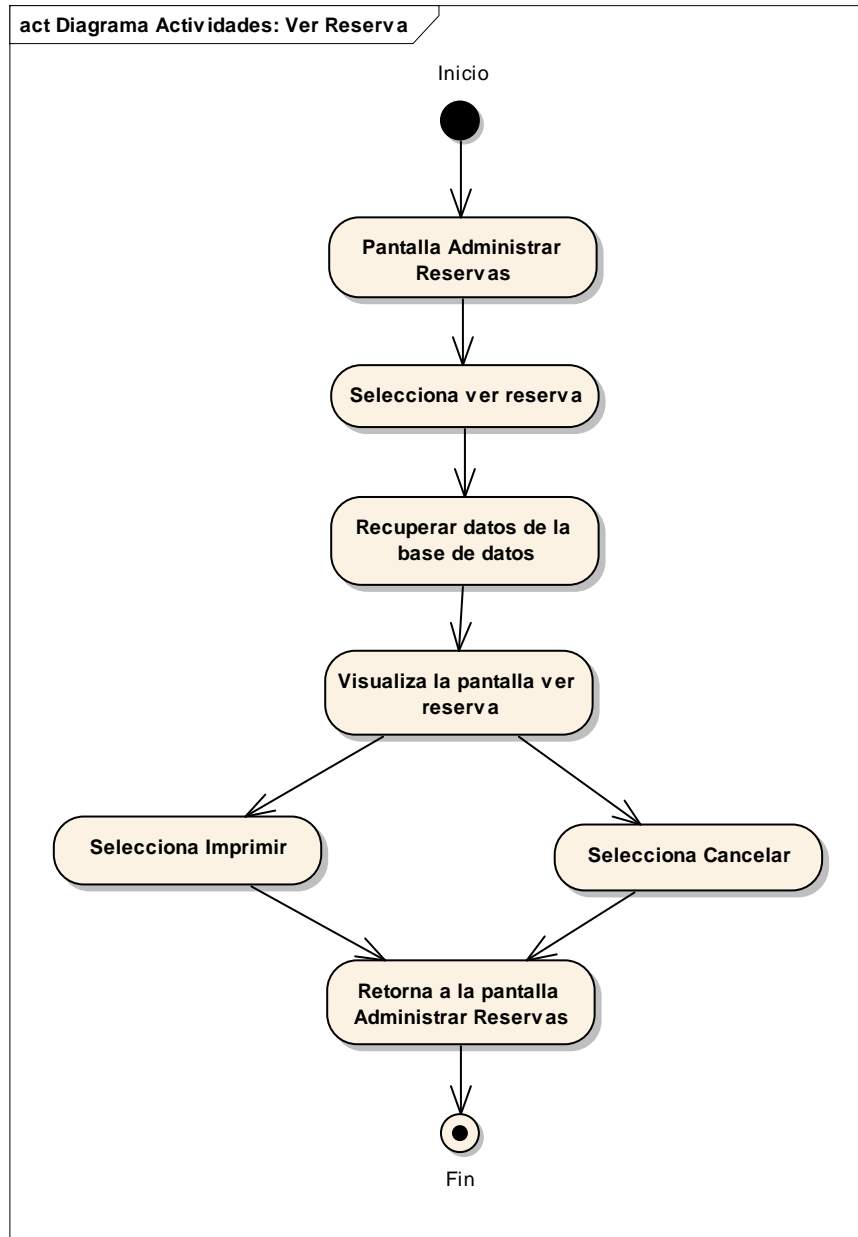 act Diagrama Actividades: Ver Reserva
Inicio
Pantalla Administrar
Reservas
Selecciona ver reserva
Recuperar datos de la
base de datos
Visualiza la pantalla ver
reserva
Selecciona Imprimir
Selecciona Cancelar
Retorna a la pantalla
Administrar Reservas
Fin